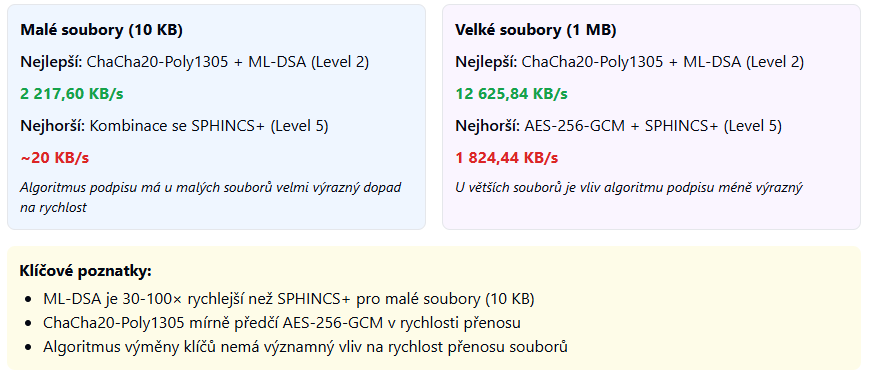 Malé soubory (10 KB)
Nejlepší: ChaCha20-Poly1305 + ML-DSA (Level 2)
2 217,60 KB/s
Nejhorší: Kombinace se SPHINCS+ (Level 5)
~20 KB/s
Algoritmus podpisu má u malých souborů velmi výrazný dopad
na rychlost
Velké soubory (1 MB)
Nejlepší: ChaCha20-Poly1305 + ML-DSA (Level 2)
12 625,84 KB/s
Nejhorší: AES-256-GCM + SPHINCS+ (Level 5)
1 824,44 KB/s
U větších souborů je vliv algoritmu podpisu méně výrazný
Klíčové poznatky:
• ML-DSA je 30-100× rychlejší než SPHINCS+ pro malé soubory (10 KB)
• ChaCha20-Poly1305 mírně předčí AES-256-GCM v rychlosti přenosu
• Algoritmus výměny klíčů nemá významný vliv na rychlost přenosu souborů